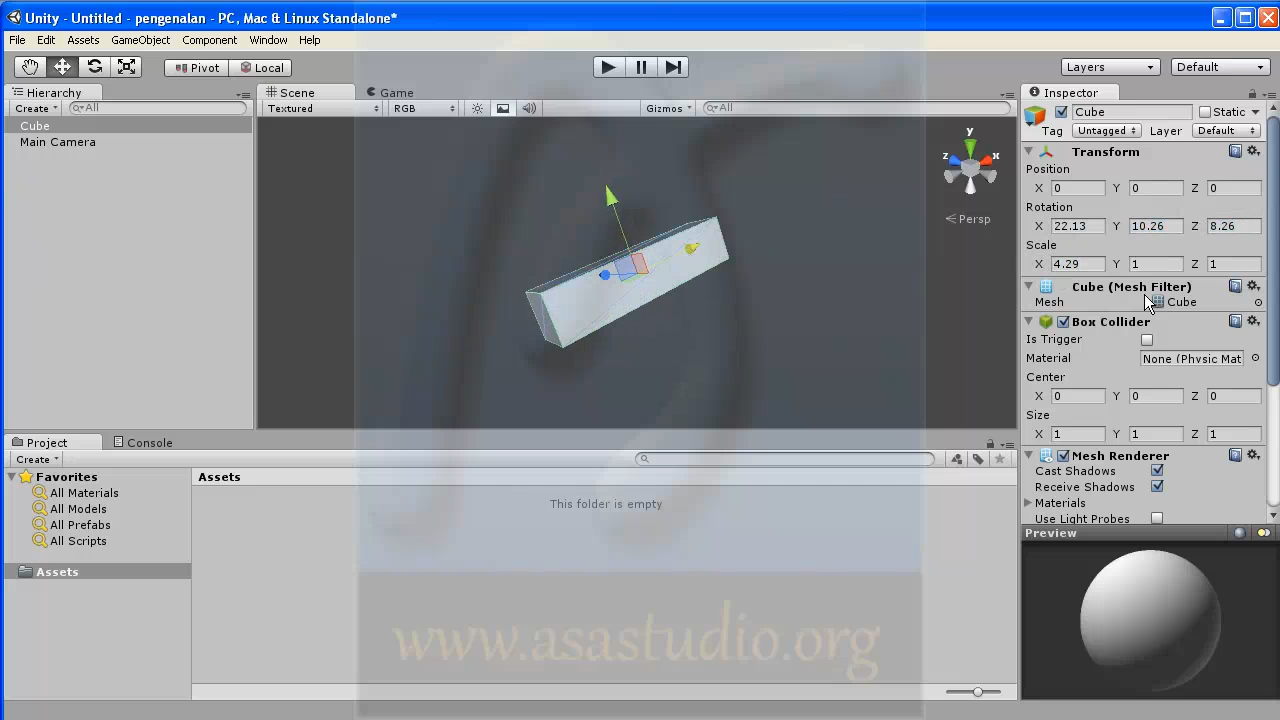 Unity - Untitled - pengenalan - PC, Mac & Linux Standalone*
File Edit Assets GameObject Component Window Help
Pivot Local Layers Default
Hierarchy
Create All
Cube
Main Camera
Scene Game
Textured RGB Gizmos All
y
z x
Persp
Inspector
Cube Static
Tag Untagged Layer Default
Transform
Position
X 0 Y 0 Z 0
Rotation
X 22.13 Y 10.26 Z 8.26
Scale
X 4.29 Y 1 Z 1
Cube (Mesh Filter)
Mesh Cube
Box Collider
Is Trigger
Material None (Physic Mat
Center
X 0 Y 0 Z 0
Size
X 1 Y 1 Z 1
Mesh Renderer
Cast Shadows
Receive Shadows
Materials
Use Light Probes
Preview
Project Console
Create
Favorites
All Materials
All Models
All Prefabs
All Scripts
Assets
Assets
This folder is empty
www.asastudio.org